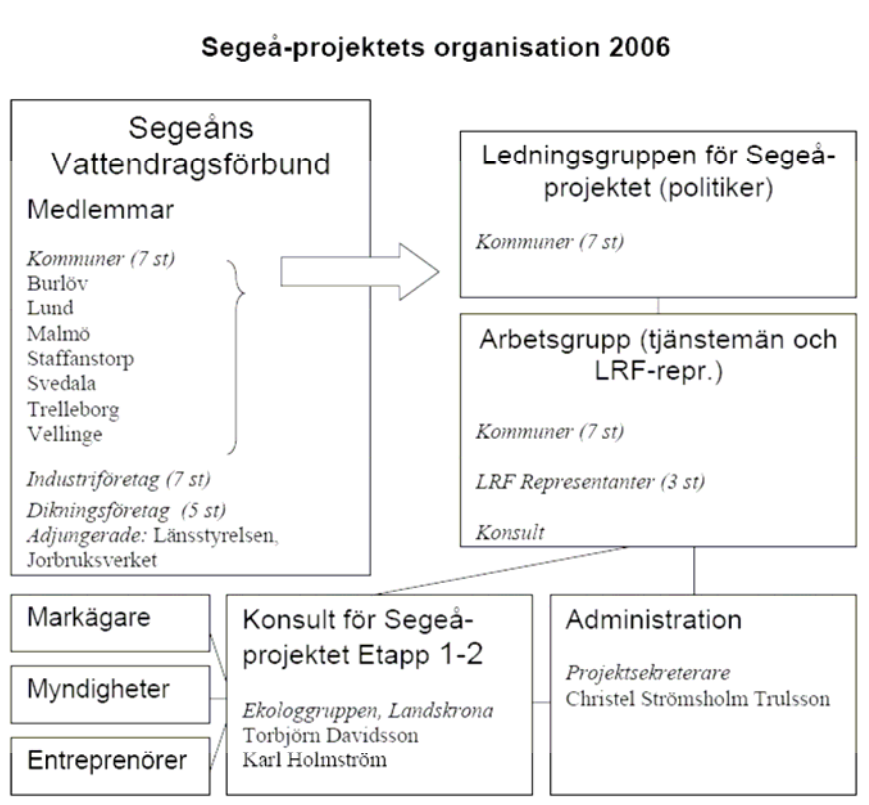 Segeå-projektets organisation 2006
Segeåns
Vattendragsförbund
Medlemmar
Kommuner (7 st)
Burlöv
Lund
Malmö
Staffanstorp
Svedala
Trelleborg
Vellinge
Industriföretag (7 st)
Dikningsföretag (5 st)
Adjungerade: Länsstyrelsen,
Jorbruksverket
Ledningsgruppen för Segeå-
projektet (politiker)
Kommuner (7 st)
Arbetsgrupp (tjänstemän och
LRF-repr.)
Kommuner (7 st)
LRF Representanter (3 st)
Konsult
Markägare
Myndigheter
Entreprenörer
Konsult för Segeå-
projektet Etapp 1-2
Ekologgruppen, Landskrona
Torbjörn Davidsson
Karl Holmström
Administration
Projektsekreterare
Christel Strömsholm Trulsson